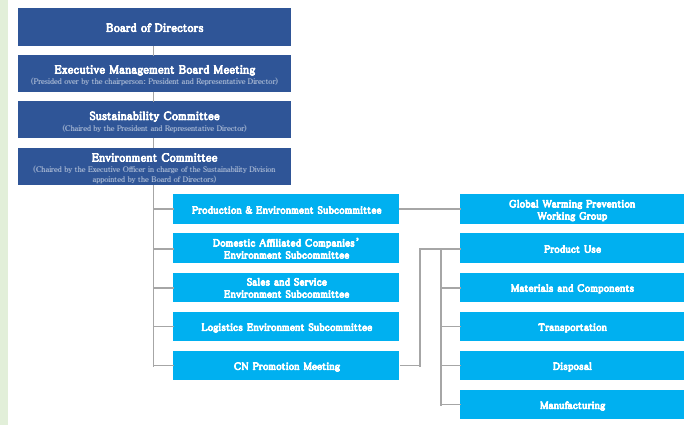 Board of Directors
Executive Management Board Meeting
(Presided over by the chairperson: President and Representative Director)
Sustainability Committee
(Chaired by the President and Representative Director)
Environment Committee
(Chaired by the Executive Officer in charge of the Sustainability Division
appointed by the Board of Directors)
Production & Environment Subcommittee
Global Warming Prevention
Working Group
Domestic Affiliated Companies'
Environment Subcommittee
Product Use
Sales and Service
Environment Subcommittee
Materials and Components
Logistics Environment Subcommittee
Transportation
CN Promotion Meeting
Disposal
Manufacturing